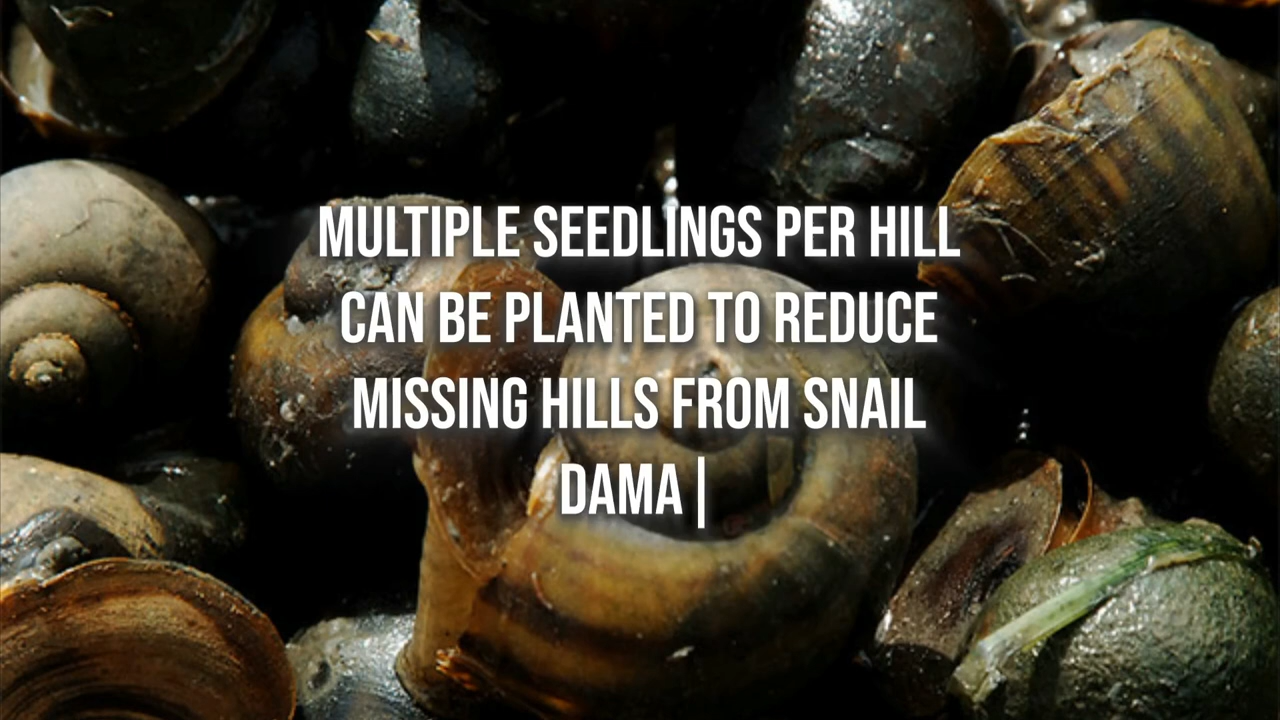 MULTIPLE SEEDLINGS PER HILL
CAN BE PLANTED TO REDUCE
MISSING HILLS FROM SNAIL
DAMA|